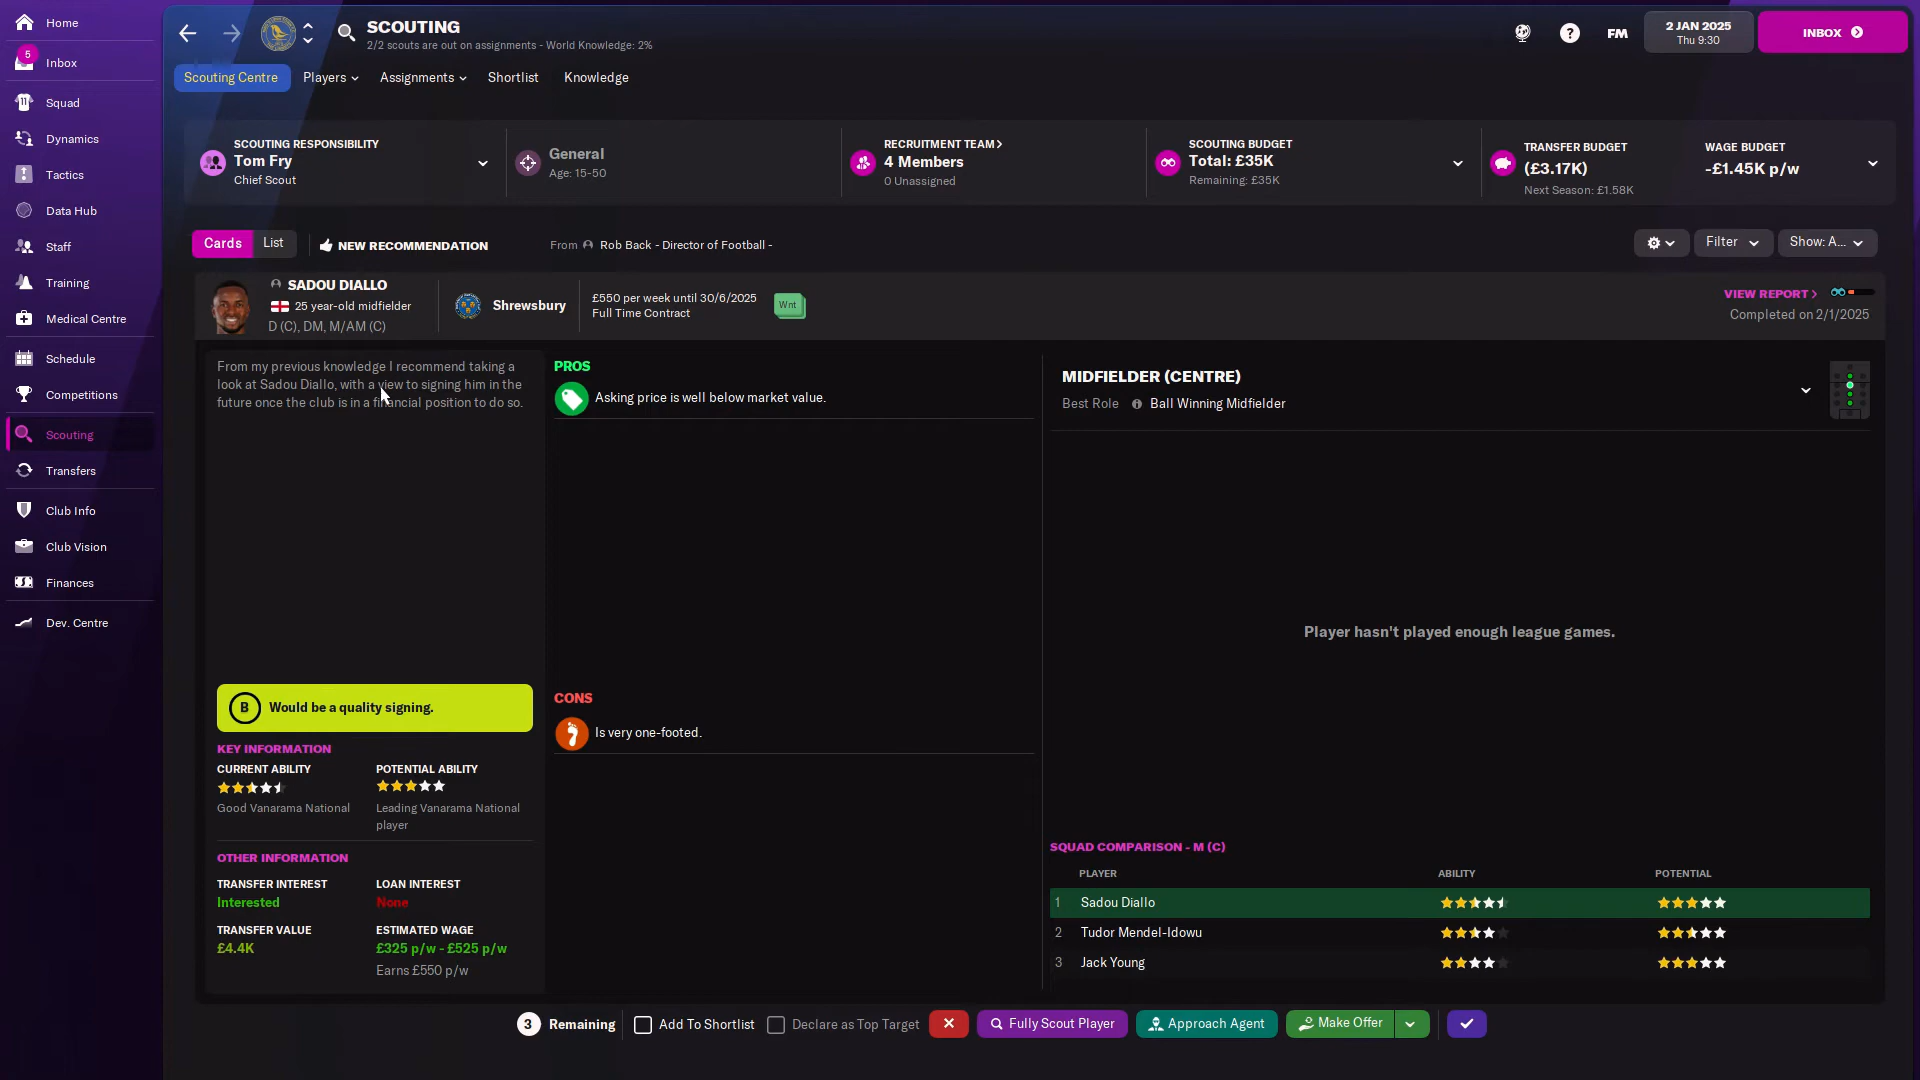 Home
5
Inbox
Squad
Dynamics
Tactics
Data Hub
Staff
Training
Medical Centre
Schedule
Competitions
Scouting
Transfers
Club Info
Club Vision
Finances
Dev. Centre
SCOUTING
2/2 scouts are out on assignments - World Knowledge: 2%
?
FM
2 JAN 2025
Thu 9:30
INBOX
Scouting Centre
Players
Assignments
Shortlist
Knowledge
SCOUTING RESPONSIBILITY
Tom Fry
Chief Scout
General
Age: 15-50
RECRUITMENT TEAM >
4 Members
0 Unassigned
SCOUTING BUDGET
Total: £35K
Remaining: £35K
TRANSFER BUDGET
(£3.17K)
Next Season: £1.58K
WAGE BUDGET
-£1.45K p/w
Cards
List
NEW RECOMMENDATION
From Rob Back - Director of Football -
Filter
Show: A...
SADOU DIALLO
25 year-old midfielder
D (C), DM, M/AM (C)
Shrewsbury
£550 per week until 30/6/2025
Full Time Contract
Wnt
VIEW REPORT >
Completed on 2/1/2025
From my previous knowledge I recommend taking a
look at Sadou Diallo, with a view to signing him in the
future once the club is in a financial position to do so.
B Would be a quality signing.
KEY INFORMATION
CURRENT ABILITY
Good Vanarama National
POTENTIAL ABILITY
Leading Vanarama National
player
OTHER INFORMATION
TRANSFER INTEREST
Interested
LOAN INTEREST
None
TRANSFER VALUE
£4.4K
ESTIMATED WAGE
£325 p/w - £525 p/w
Earns £550 p/w
PROS
Asking price is well below market value.
CONS
Is very one-footed.
MIDFIELDER (CENTRE)
Best Role Ball Winning Midfielder
Player hasn't played enough league games.
SQUAD COMPARISON - M (C)
PLAYER ABILITY POTENTIAL
1 Sadou Diallo
2 Tudor Mendel-Idowu
3 Jack Young
3 Remaining
Add To Shortlist
Declare as Top Target
Fully Scout Player
Approach Agent
Make Offer